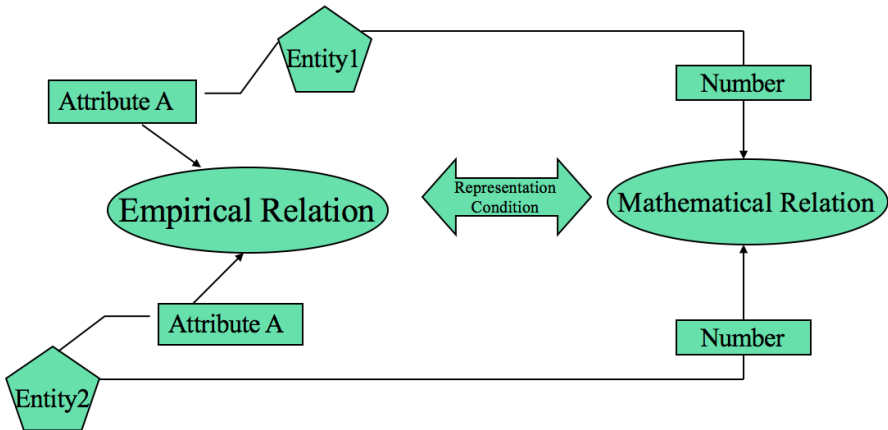 Entity1
Number
Attribute A
Representation
Condition
Empirical Relation
Mathematical Relation
Attribute A
Number
Entity2